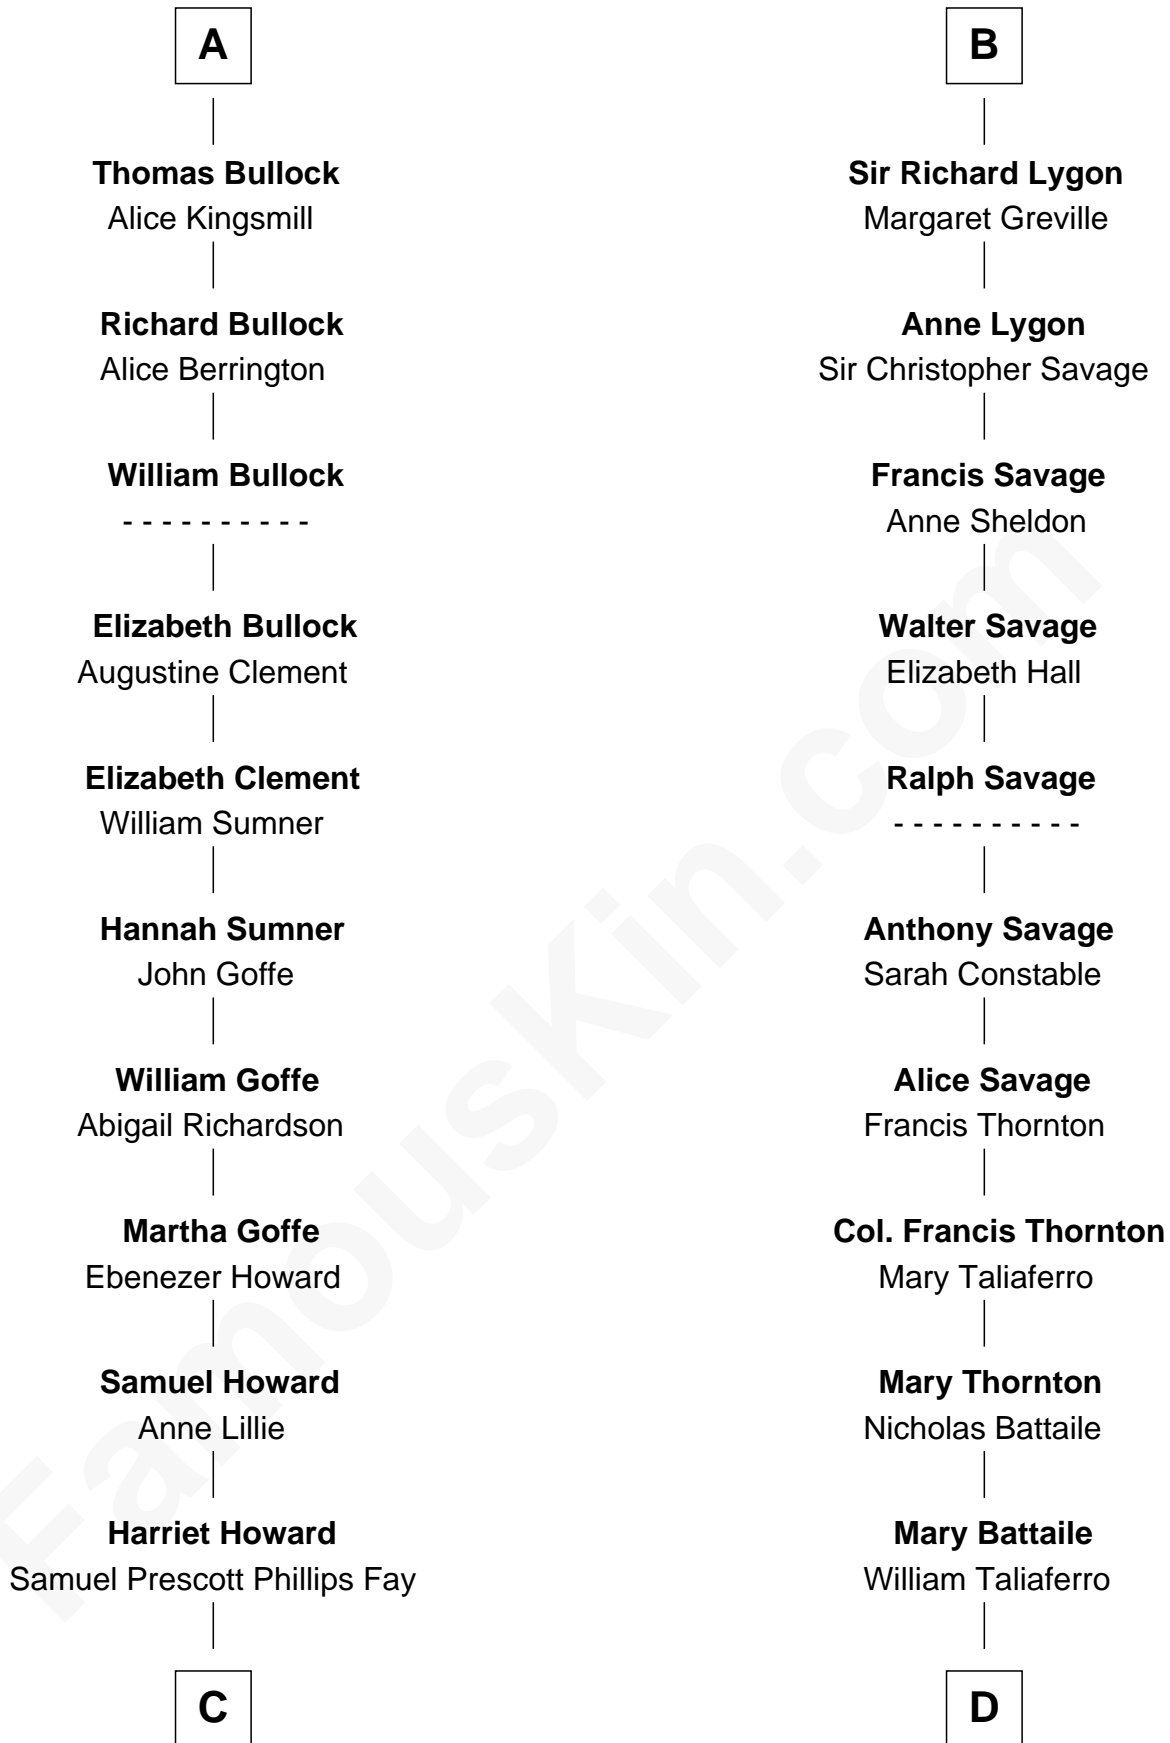 A
Thomas Bullock
Alice Kingsmill
Richard Bullock
Alice Berrington
William Bullock
- - - - - - - - - -
Elizabeth Bullock
Augustine Clement
Elizabeth Clement
William Sumner
Hannah Sumner
John Goffe
William Goffe
Abigail Richardson
Martha Goffe
Ebenezer Howard
Samuel Howard
Anne Lillie
Harriet Howard
Samuel Prescott Phillips Fay
C
B
Sir Richard Lygon
Margaret Greville
Anne Lygon
Sir Christopher Savage
Francis Savage
Anne Sheldon
Walter Savage
Elizabeth Hall
Ralph Savage
- - - - - - - - - -
Anthony Savage
Sarah Constable
Alice Savage
Francis Thornton
Col. Francis Thornton
Mary Taliaferro
Mary Thornton
Nicholas Battaile
Mary Battaile
William Taliaferro
D
FamousKin.com